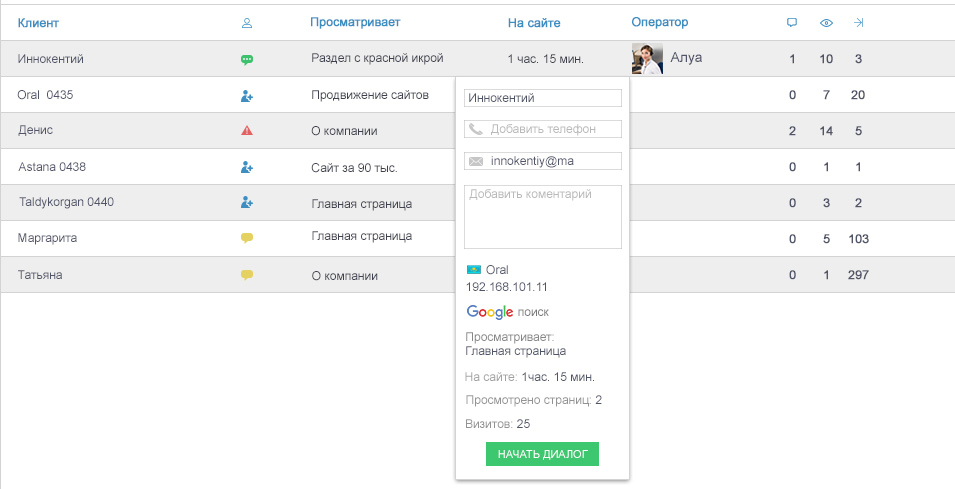 Клиент Просматривает На сайте Оператор
Иннокентий Раздел с красной икрой 1 час. 15 мин. Алуа 1 10 3
Oral 0435 Продвижение сайтов 0 7 20
Денис О компании 2 14 5
Astana 0438 Сайт за 90 тыс. 0 1 1
Taldykorgan 0440 Главная страница 0 3 2
Маргарита Главная страница 0 5 103
Татьяна О компании 0 1 297
Иннокентий
Добавить телефон
innokentiy@ma
Добавить коментарий
Oral
192.168.101.11
Google поиск
Просматривает:
Главная страница
На сайте: 1час. 15 мин.
Просмотрено страниц: 2
Визитов: 25
НАЧАТЬ ДИАЛОГ